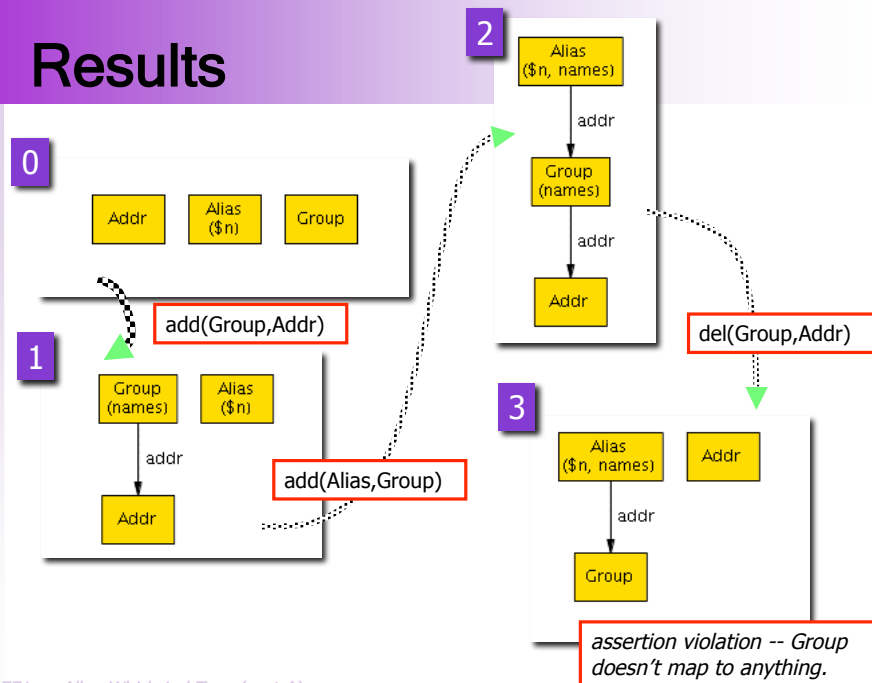 Results
0
Addr
Alias
($n)
Group
add(Group,Addr)
1
Group
(names)
Alias
($n)
addr
Addr
add(Alias,Group)
2
Alias
($n, names)
addr
Group
(names)
addr
Addr
del(Group,Addr)
3
Alias
($n, names)
Addr
addr
Group
assertion violation -- Group
doesn't map to anything.